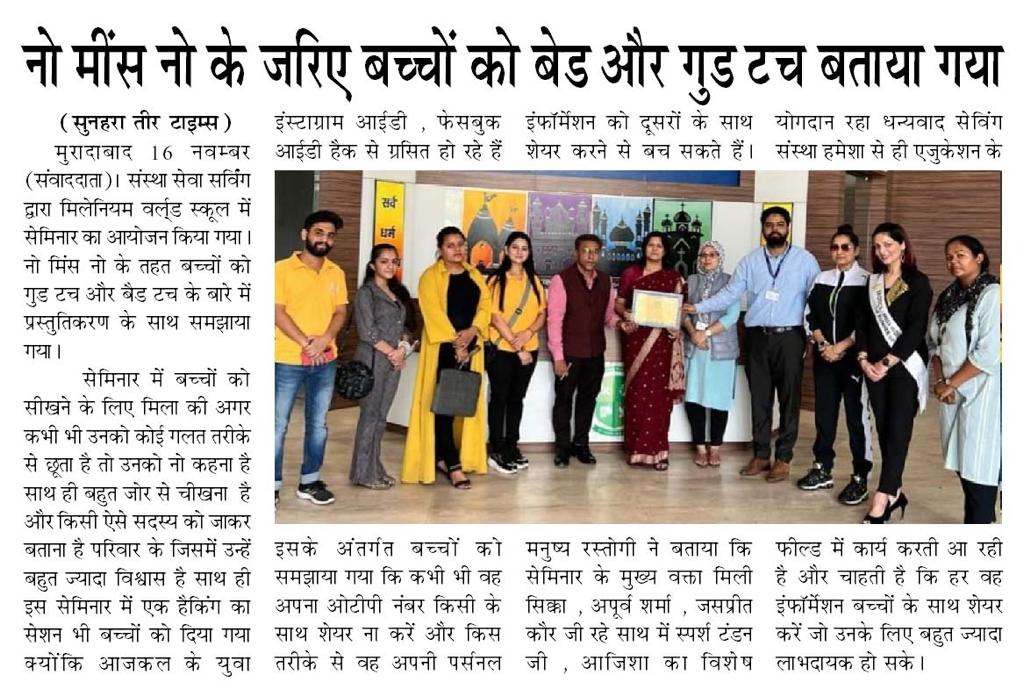 नो मींस नो के जरिए बच्चों को बेड और गुड टच बताया गया
(सुनहरा तीर टाइम्स)
मुरादाबाद 16 नवम्बर
(संवाददाता)। संस्था सेवा सर्विंग
द्वारा मिलेनियम वर्ल्ड स्कूल में
सेमिनार का आयोजन किया गया।
नो मिंस नो के तहत बच्चों को
गुड टच और बैड टच के बारे में
प्रस्तुतिकरण के साथ समझाया
गया।
सेमिनार में बच्चों को
सीखने के लिए मिला की अगर
कभी भी उनको कोई गलत तरीके
से छूता है तो उनको नो कहना है
साथ ही बहुत जोर से चीखना है
और किसी ऐसे सदस्य को जाकर
बताना है परिवार के जिसमें उन्हें
बहुत ज्यादा विश्वास है साथ ही
इस सेमिनार में एक हैकिंग का
सेशन भी बच्चों को दिया गया
क्योंकि आजकल के युवा
इंस्टाग्राम आईडी , फेसबुक
आईडी हैक से ग्रसित हो रहे हैं
इसके अंतर्गत बच्चों को
समझाया गया कि कभी भी वह
अपना ओटीपी नंबर किसी के
साथ शेयर ना करें और किस
तरीके से वह अपनी पर्सनल
इंफॉर्मेशन को दूसरों के साथ
शेयर करने से बच सकते हैं।
मनुष्य रस्तोगी ने बताया कि
सेमिनार के मुख्य वक्ता मिली
सिक्का , अपूर्व शर्मा , जसप्रीत
कौर जी रहे साथ में स्पर्श टंडन
जी , आजिशा का विशेष
योगदान रहा धन्यवाद सेविंग
संस्था हमेशा से ही एजुकेशन के
फील्ड में कार्य करती आ रही
है और चाहती है कि हर वह
इंफॉर्मेशन बच्चों के साथ शेयर
करें जो उनके लिए बहुत ज्यादा
लाभदायक हो सके।
सर्व
धर्म